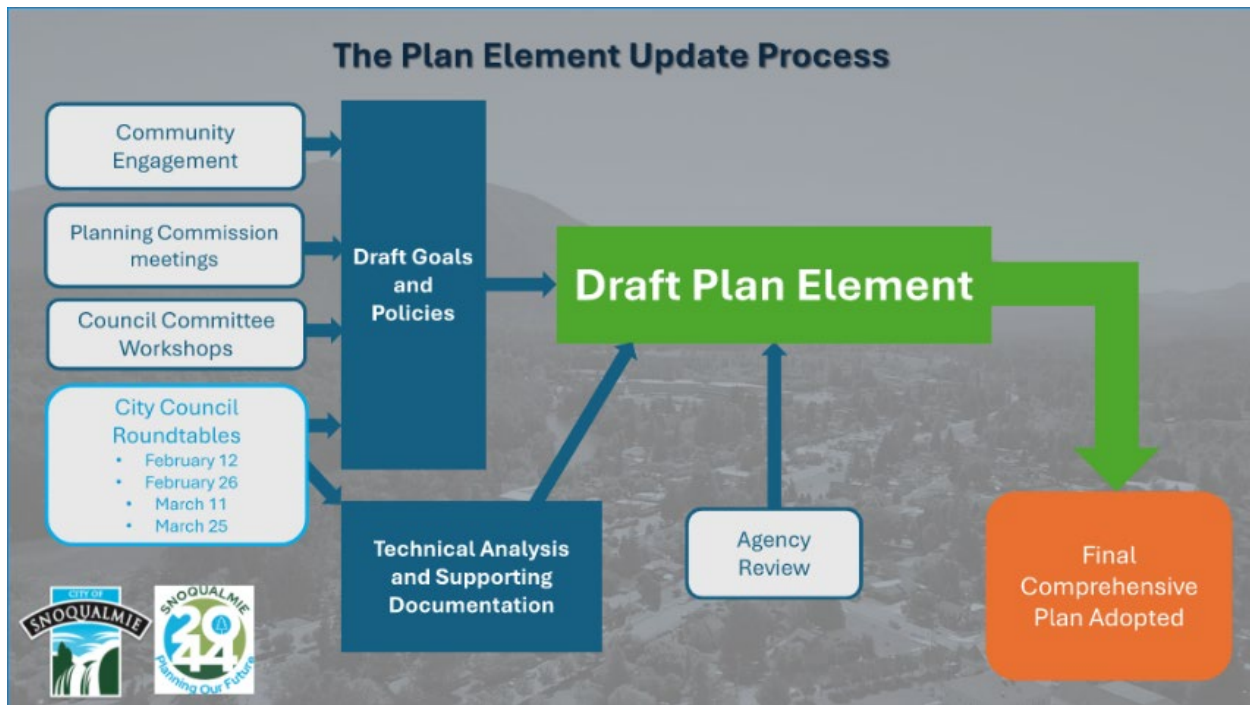 The Plan Element Update Process
Community
Engagement
Planning Commission
meetings
Council Committee
Workshops
City Council
Roundtables
• February 12
• February 26
• March 11
• March 25
Draft Goals
and
Policies
Technical Analysis
and Supporting
Documentation
Draft Plan Element
Agency
Review
Final
Comprehensive
Plan Adopted
CITY OF
SNOQUALMIE
SNOQUALMIE
20
44
Planning Our Future